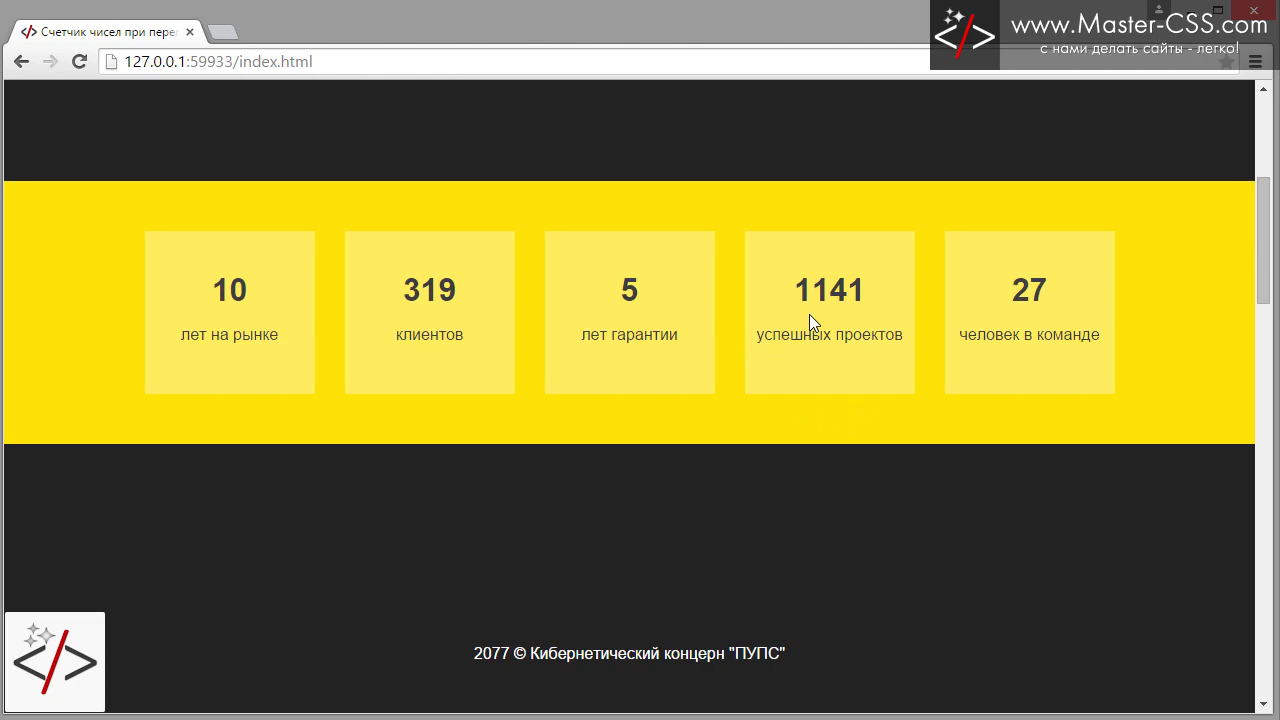 Счетчик чисел при пере
www.Master-CSS.com
с нами делать сайты - легко!
127.0.0.1:59933/index.html
10
лет на рынке
319
клиентов
5
лет гарантии
1141
успешных проектов
27
человек в команде
2077 © Кибернетический концерн "ПУПС"